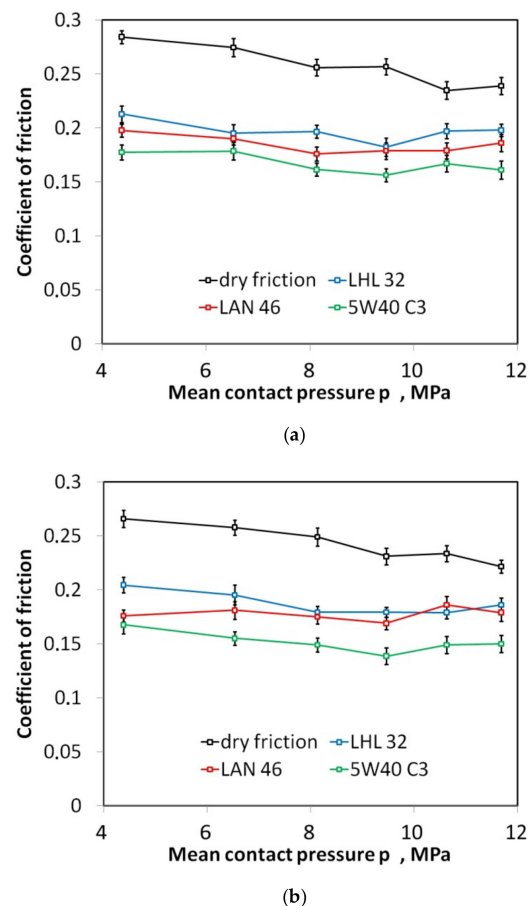 0.3
0.25
0.2
0.15
0.1
0,05
0
Coefficient of friction
dry friction
LHL 32
LAN 46
5W40 C3
4 6 8 10 12
Mean contact pressure p , MPa
(a)
0.3
0.25
0.2
0.15
0.1
0,05
0
Coefficient of friction
dry friction
LHL 32
LAN 46
5W40 C3
4 6 8 10 12
Mean contact pressure p , MPa
(b)